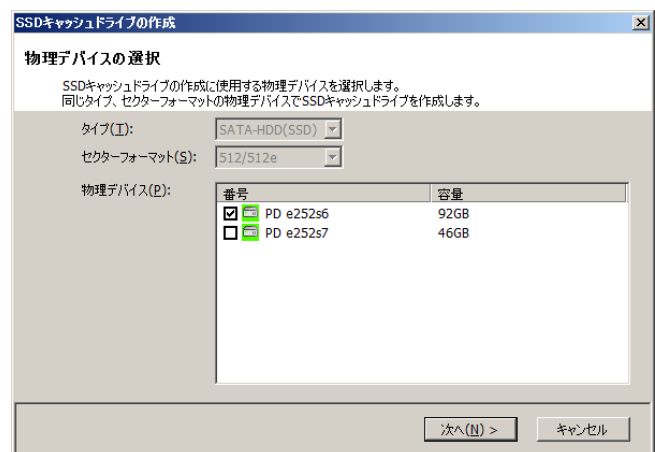 SSDキャッシュドライブの作成
物理デバイスの選択
SSDキャッシュドライブの作成に使用する物理デバイスを選択します。
同じタイプ、セクターフォーマットの物理デバイスでSSDキャッシュドライブを作成します。
タイプ(T): SATA-HDD(SSD)
セクターフォーマット(S): 512/512e
物理デバイス(P): 番号 容量
PD e252s6 92GB
PD e252s7 46GB
次へ(N) > キャンセル